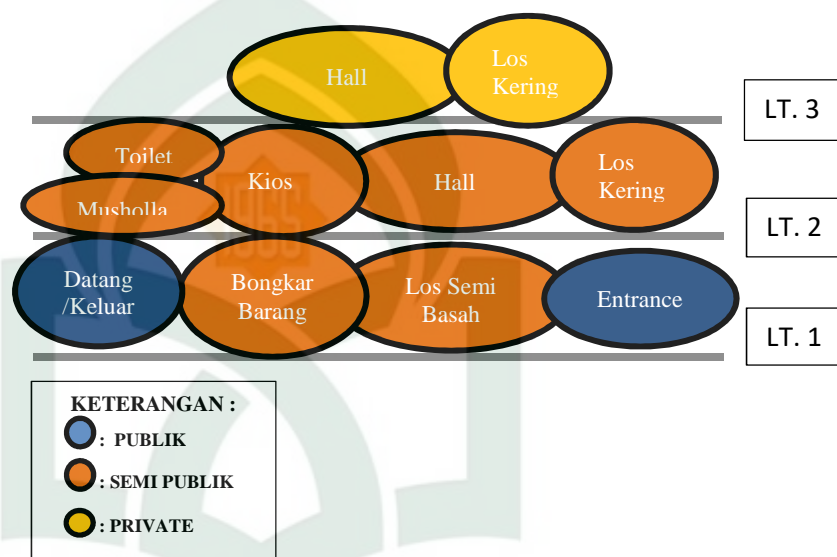 Hall
Los
Kering
LT. 3
Toilet
Musholla
Kios
Hall
Los
Kering
LT. 2
Datang
/Keluar
Bongkar
Barang
Los Semi
Basah
Entrance
LT. 1
KETERANGAN :
: PUBLIK
: SEMI PUBLIK
: PRIVATE
1965